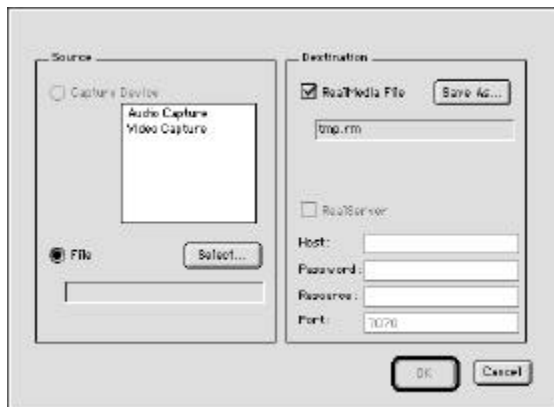 Source
Capture Device
Audio Capture
Video Capture
File
Select...
Destination
RealMedia File
Save As...
tmp.rm
RealServer
Host:
Password:
Resource:
Port:
7070
OK
Cancel